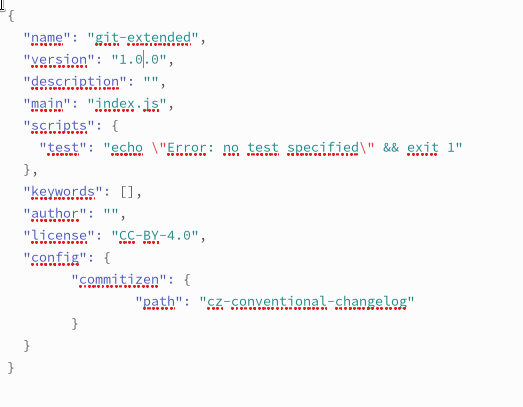 {
  "name": "git-extended",
  "version": "1.0.0",
  "description": "",
  "main": "index.js",
  "scripts": {
    "test": "echo \"Error: no test specified\" && exit 1"
  },
  "keywords": [],
  "author": "",
  "license": "CC-BY-4.0",
  "config": {
        "commitizen": {
                "path": "cz-conventional-changelog"
        }
  }
}